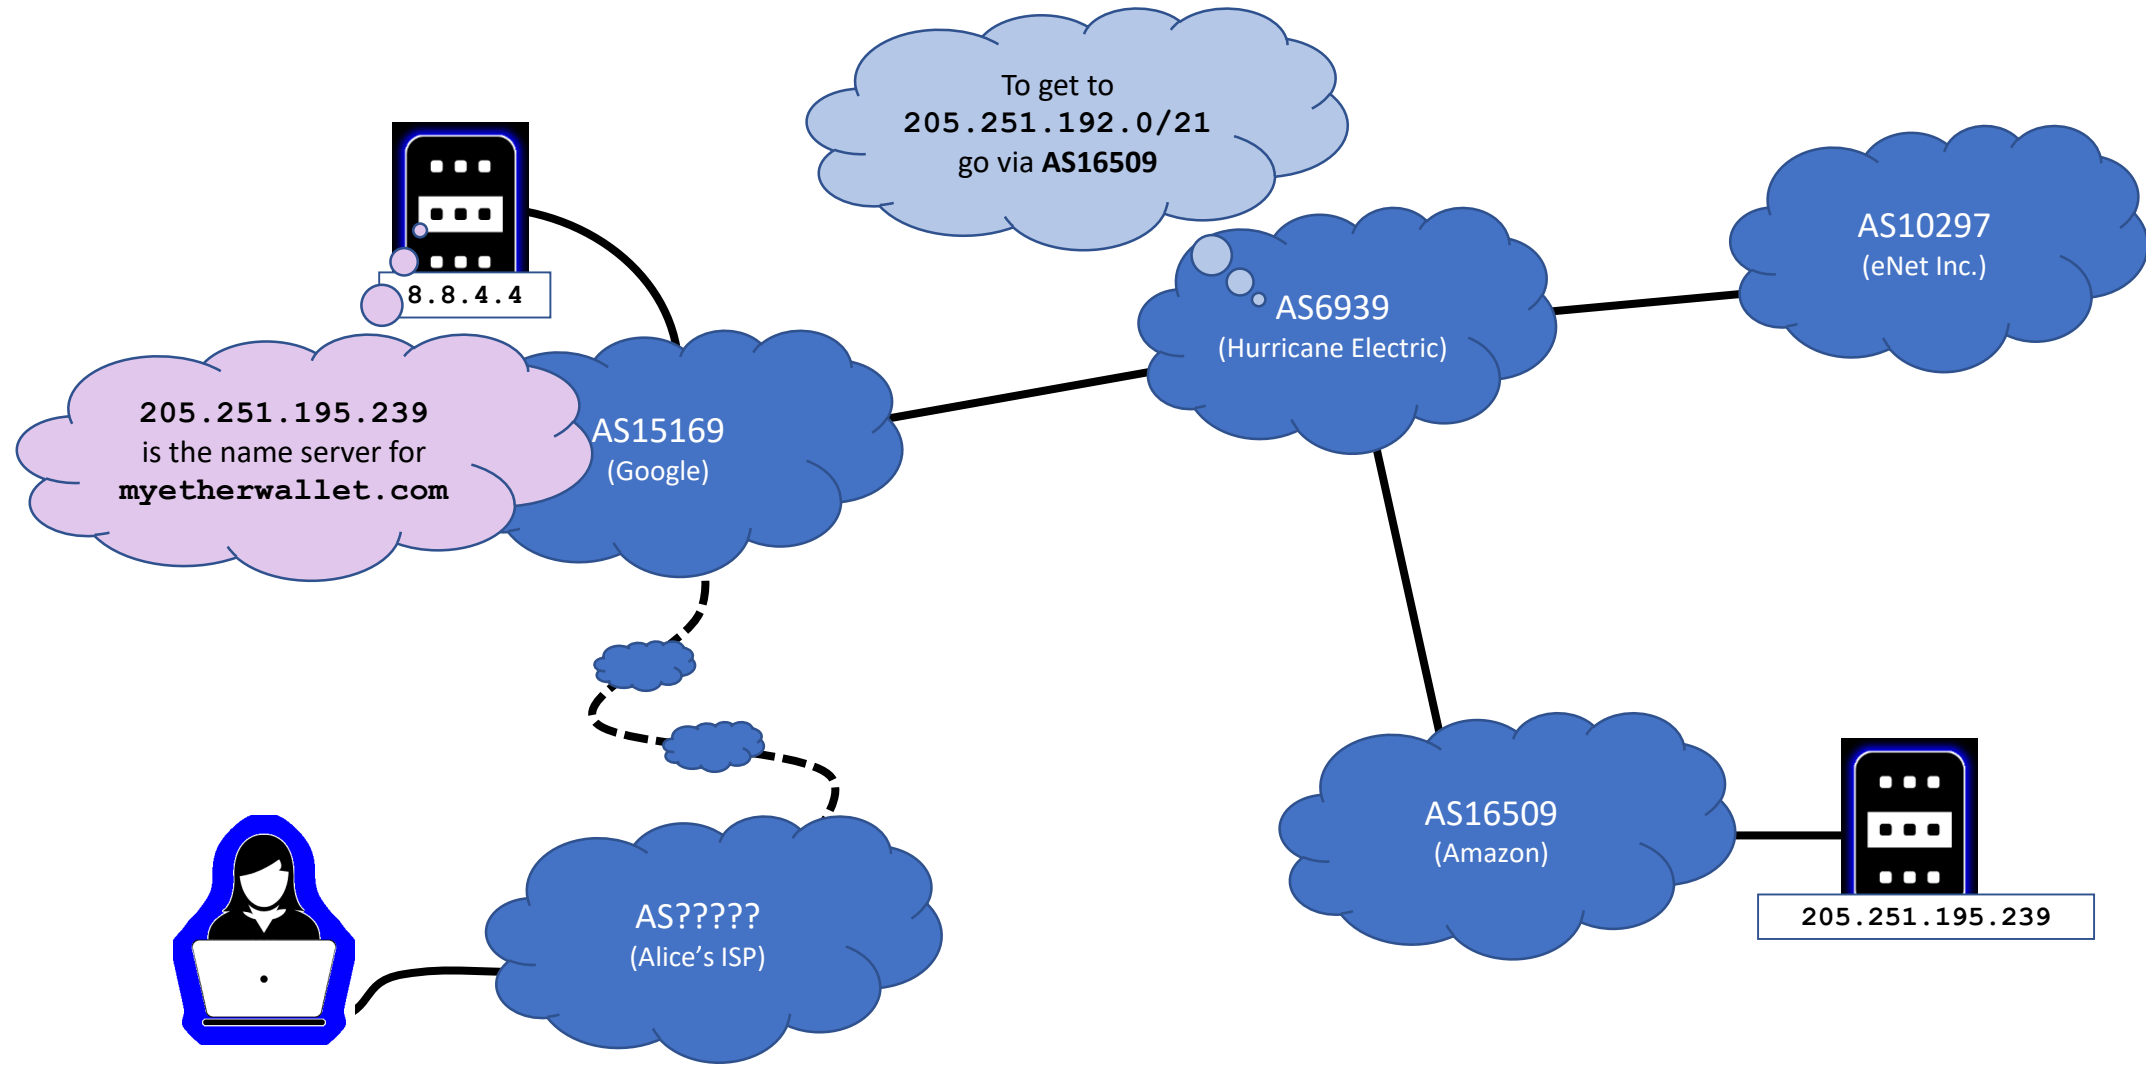 To get to
205.251.192.0/21
go via AS16509
AS10297
(eNet Inc.)
8.8.4.4
AS6939
(Hurricane Electric)
205.251.195.239
is the name server for
myetherwallet.com
AS15169
(Google)
AS16509
(Amazon)
205.251.195.239
AS?????
(Alice’s ISP)